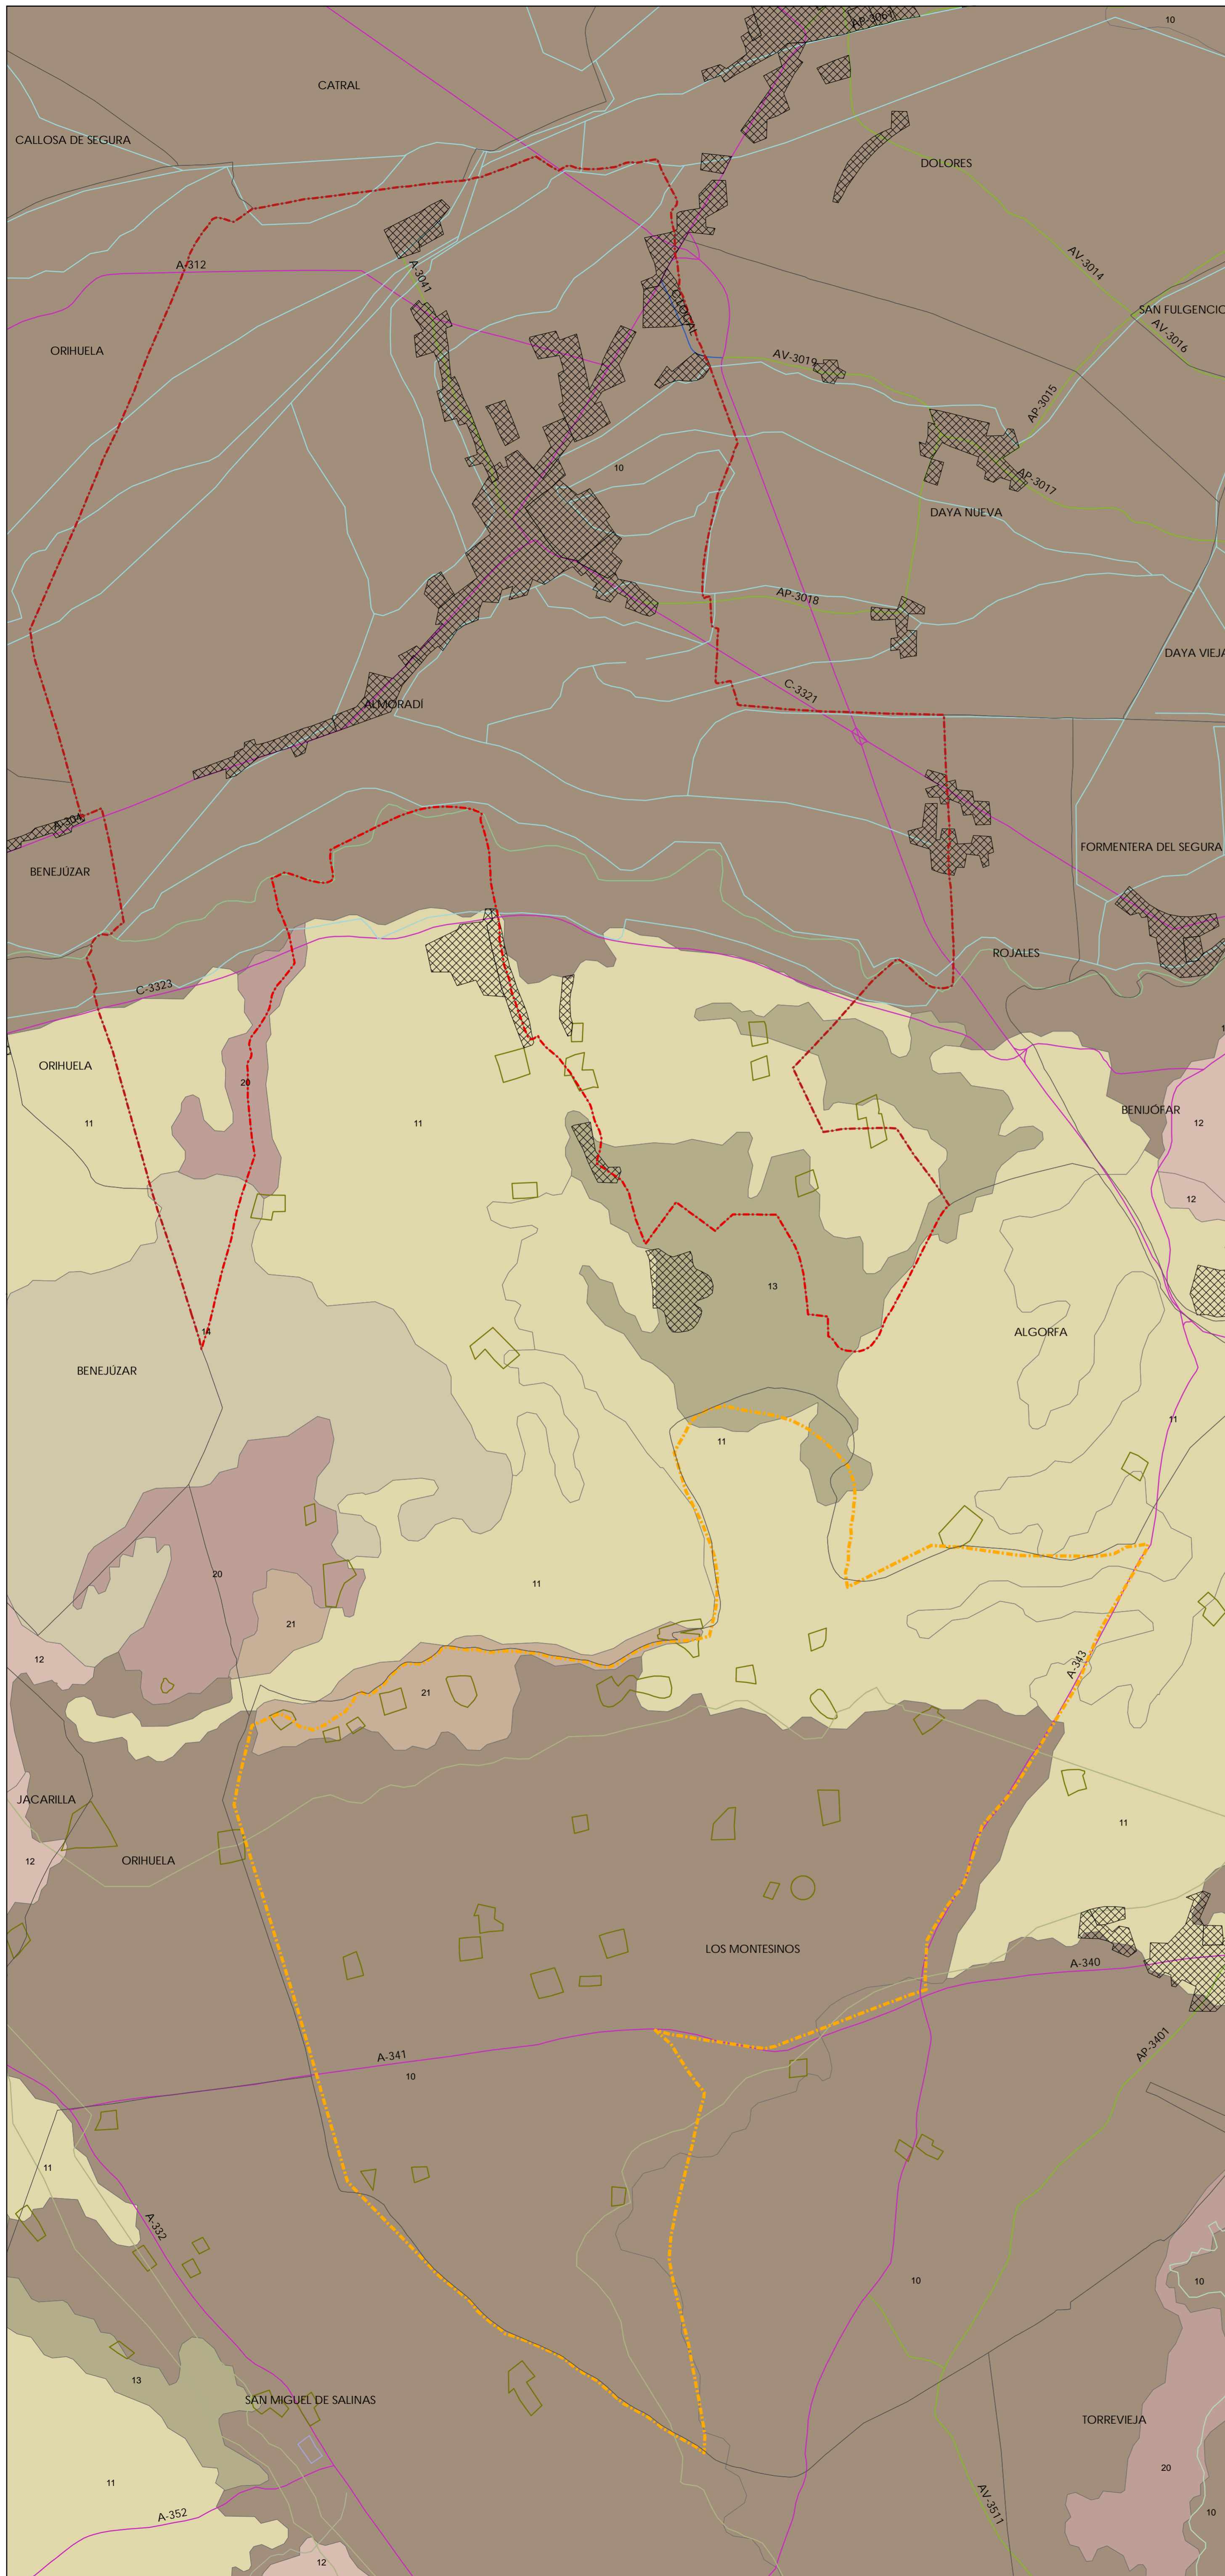 AP-3061
10
CATRAL
CALLOSA DE SEGURA
DOLORES
A-312
A-3041
AV-3014
SAN FULGENCIO
AV-3016
ORIHUELA
AV-3019
AP-3015
10
AP-3017
DAYA NUEVA
AP-3018
DAYA VIEJA
C-3321
ALMORADÍ
A-304
BENEJÚZAR
FORMENTERA DEL SEGURA
ROJALES
C-3323
ORIHUELA
20
BENIJÓFAR
11
11
12
12
13
14
ALGORFA
BENEJÚZAR
11
11
20
11
21
12
A-343
21
JACARILLA
11
12
ORIHUELA
LOS MONTESINOS
A-340
A-341
AP-3401
10
11
A-332
10
10
13
SAN MIGUEL DE SALINAS
TORREVIEJA
20
11
AV-3511
10
A-352
12